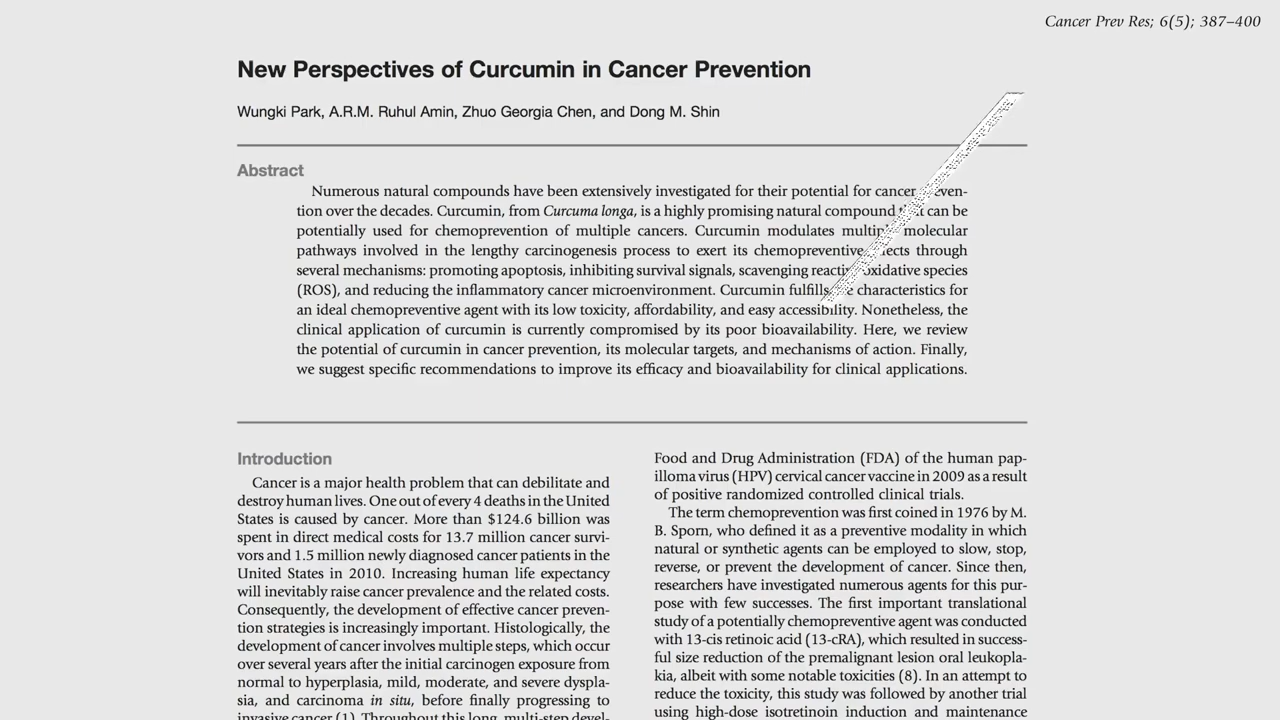 Cancer Prev Res; 6(5); 387–400
New Perspectives of Curcumin in Cancer Prevention
Wungki Park, A.R.M. Ruhul Amin, Zhuo Georgia Chen, and Dong M. Shin
Abstract
Numerous natural compounds have been extensively investigated for their potential for cancer
tion over the decades. Curcumin, from Curcuma longa, is a highly promising natural compound that can be
potentially used for chemoprevention of multiple cancers. Curcumin modulates multiple molecular
pathways involved in the lengthy carcinogenesis process to exert its chemopreventive effects through
several mechanisms: promoting apoptosis, inhibiting survival signals, scavenging reactive oxidative species
(ROS), and reducing the inflammatory cancer microenvironment. Curcumin fulfills the characteristics for
an ideal chemopreventive agent with its low toxicity, affordability, and easy accessibility. Nonetheless, the
clinical application of curcumin is currently compromised by its poor bioavailability. Here, we review
the potential of curcumin in cancer prevention, its molecular targets, and mechanisms of action. Finally,
we suggest specific recommendations to improve its efficacy and bioavailability for clinical applications.
Introduction
Cancer is a major health problem that can debilitate and
destroy human lives. One out of every 4 deaths in the United
States is caused by cancer. More than $124.6 billion was
spent in direct medical costs for 13.7 million cancer survi-
vors and 1.5 million newly diagnosed cancer patients in the
United States in 2010. Increasing human life expectancy
will inevitably raise cancer prevalence and the related costs.
Consequently, the development of effective cancer preven-
tion strategies is increasingly important. Histologically, the
development of cancer involves multiple steps, which occur
over several years after the initial carcinogen exposure from
normal to hyperplasia, mild, moderate, and severe dyspla-
sia, and carcinoma in situ, before finally progressing to
invasive cancer (1). Throughout this long, multi-step devel-
Food and Drug Administration (FDA) of the human pap-
illoma virus (HPV) cervical cancer vaccine in 2009 as a result
of positive randomized controlled clinical trials.
The term chemoprevention was first coined in 1976 by M.
B. Sporn, who defined it as a preventive modality in which
natural or synthetic agents can be employed to slow, stop,
reverse, or prevent the development of cancer. Since then,
researchers have investigated numerous agents for this pur-
pose with few successes. The first important translational
study of a potentially chemopreventive agent was conducted
with 13-cis retinoic acid (13-cRA), which resulted in success-
ful size reduction of the premalignant lesion oral leukopla-
kia, albeit with some notable toxicities (8). In an attempt to
reduce the toxicity, this study was followed by another trial
using high-dose isotretinoin induction and maintenance